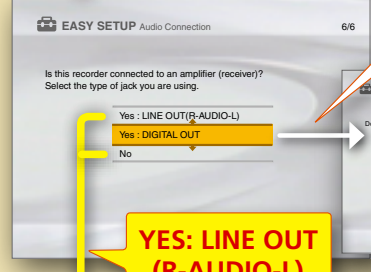 EASY SETUP Audio Connection 6/6
Is this recorder connected to an amplifier (receiver)?
Select the type of jack you are using.
Yes : LINE OUT(R-AUDIO-L)
Yes : DIGITAL OUT
No
YES: LINE OUT
(R-AUDIO-L)